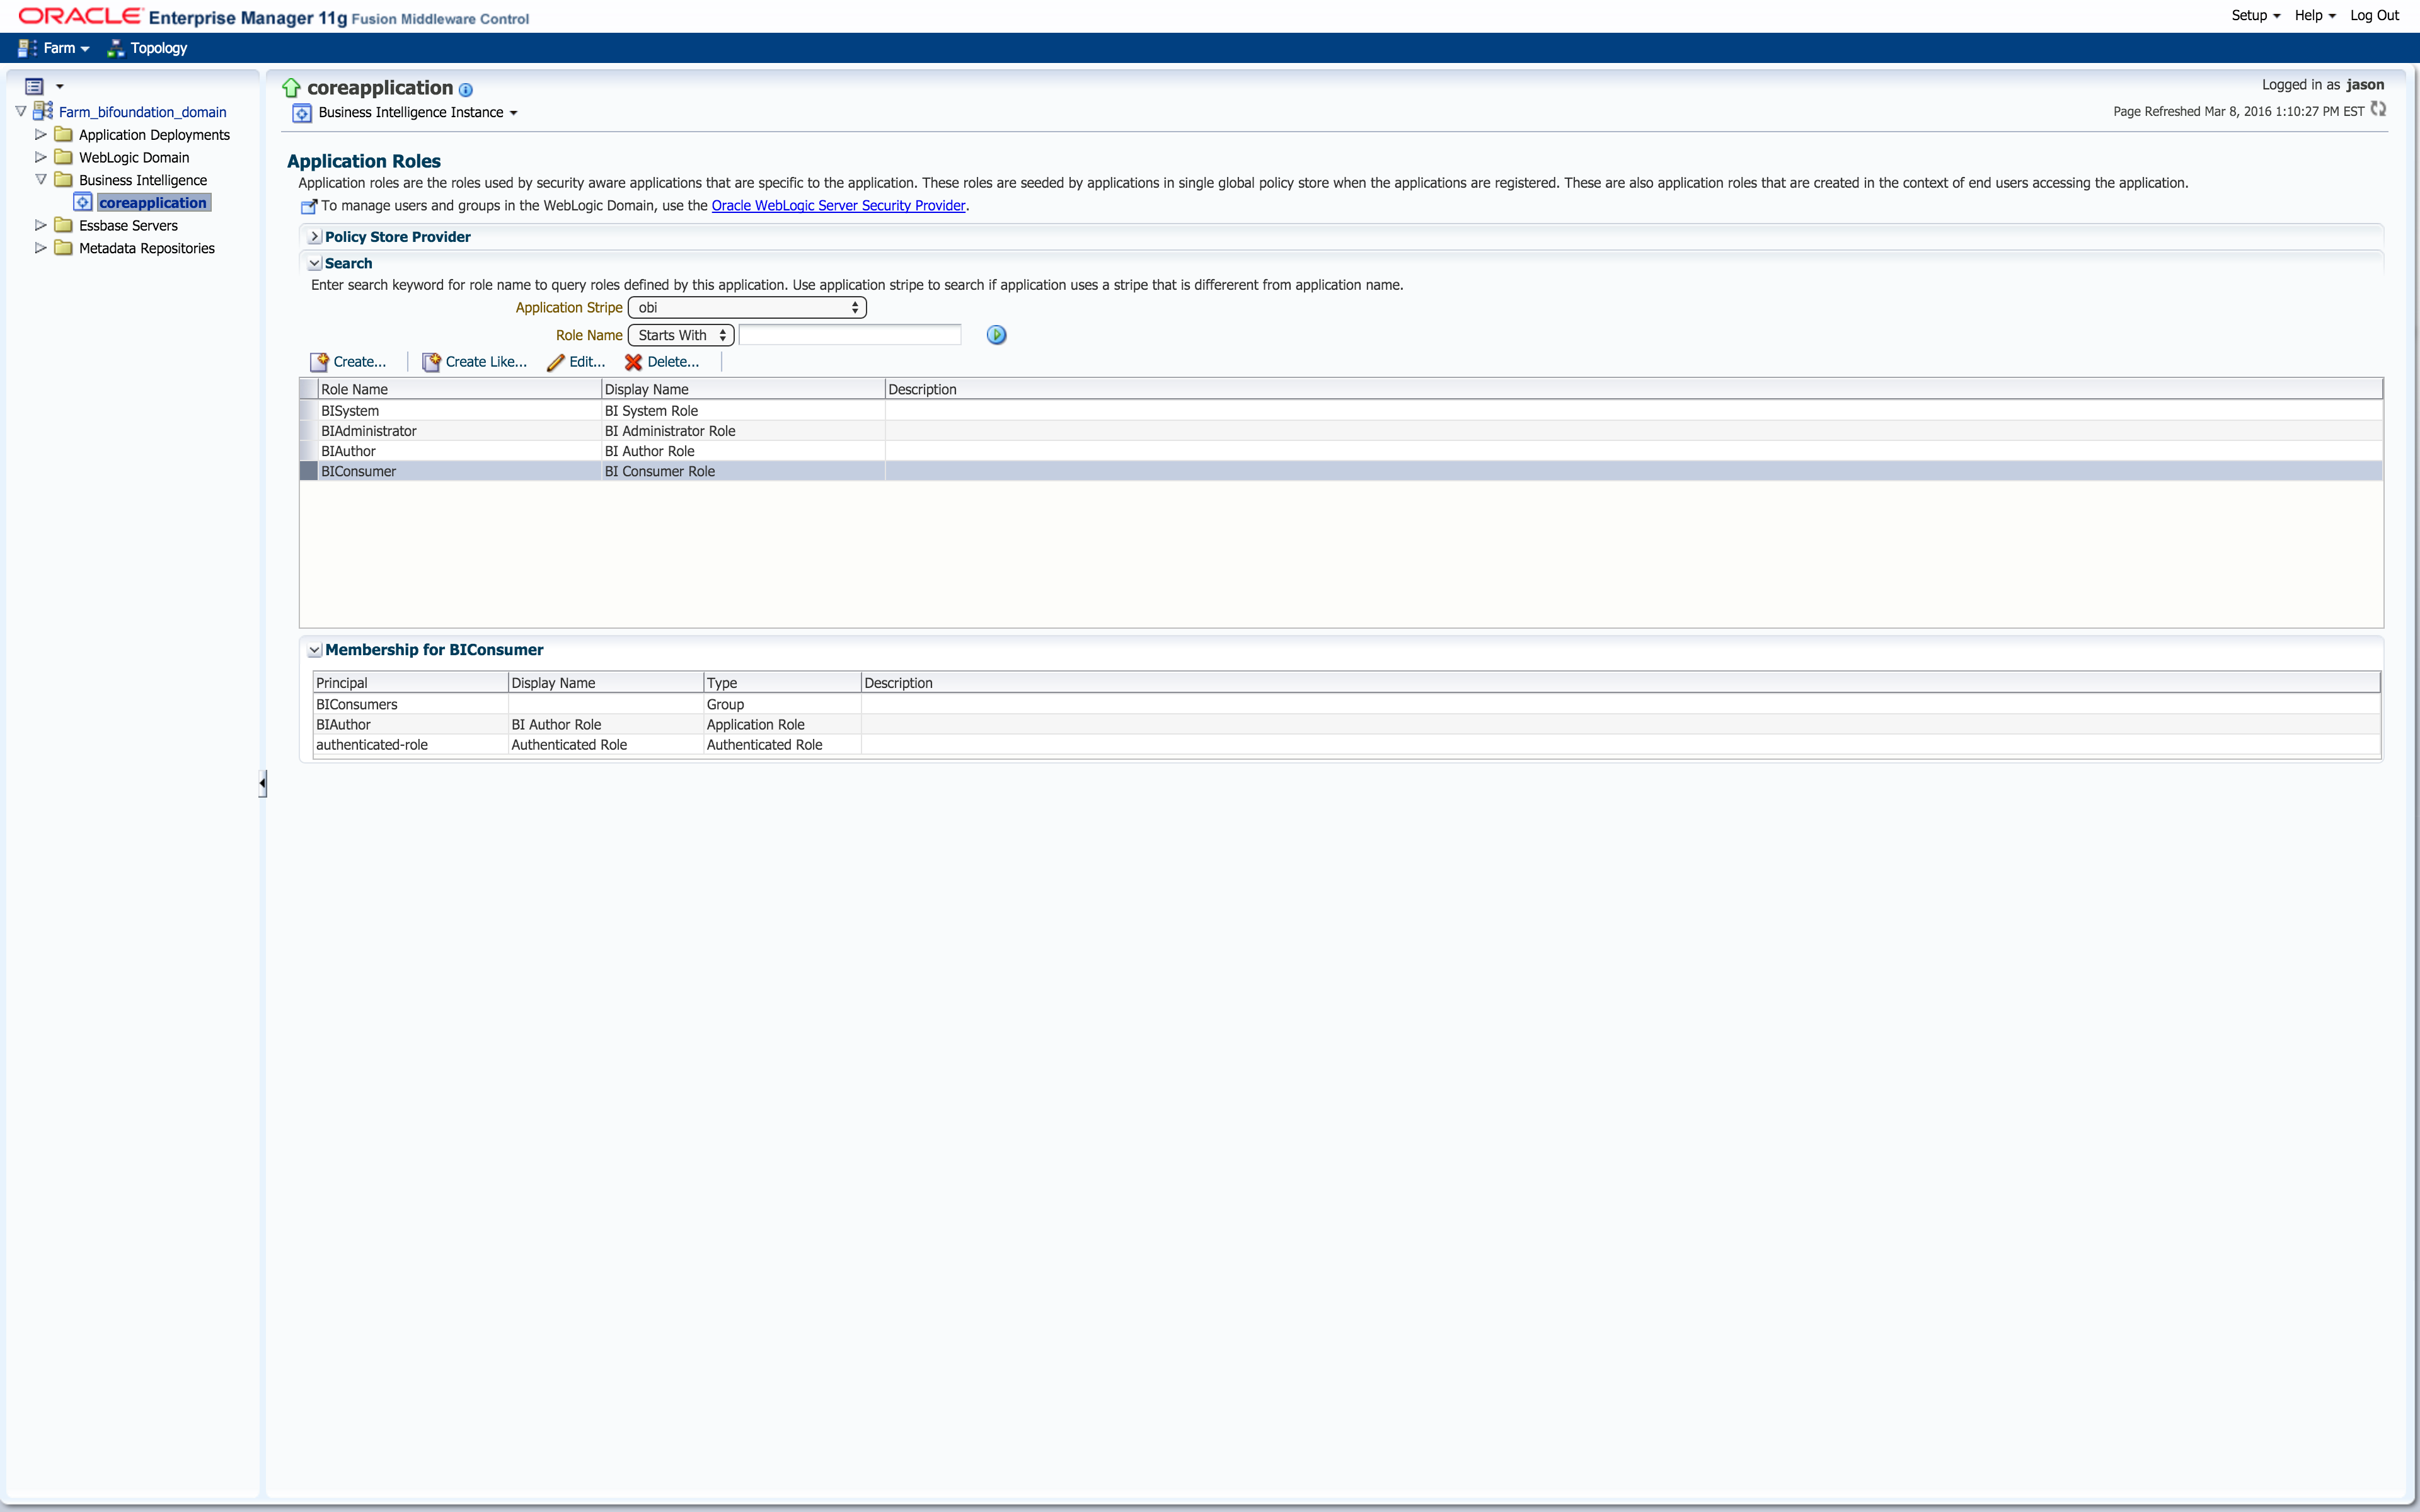 ORACLE Enterprise Manager 11g Fusion Middleware Control
Setup Help Log Out
Farm Topology
Farm_bifoundation_domain
Application Deployments
WebLogic Domain
Business Intelligence
coreapplication
Essbase Servers
Metadata Repositories
coreapplication
Business Intelligence Instance
Logged in as jason
Page Refreshed Mar 8, 2016 1:10:27 PM EST
Application Roles
Application roles are the roles used by security aware applications that are specific to the application. These roles are seeded by applications in single global policy store when the applications are registered. These are also application roles that are created in the context of end users accessing the application.
To manage users and groups in the WebLogic Domain, use the Oracle WebLogic Server Security Provider.
Policy Store Provider
Search
Enter search keyword for role name to query roles defined by this application. Use application stripe to search if application uses a stripe that is differerent from application name.
Application Stripe obi
Role Name Starts With
Create... Create Like... Edit... Delete...
Role Name Display Name Description
BISystem BI System Role
BIAdministrator BI Administrator Role
BIAuthor BI Author Role
BIConsumer BI Consumer Role
Membership for BIConsumer
Principal Display Name Type Description
BIConsumers Group
BIAuthor BI Author Role Application Role
authenticated-role Authenticated Role Authenticated Role